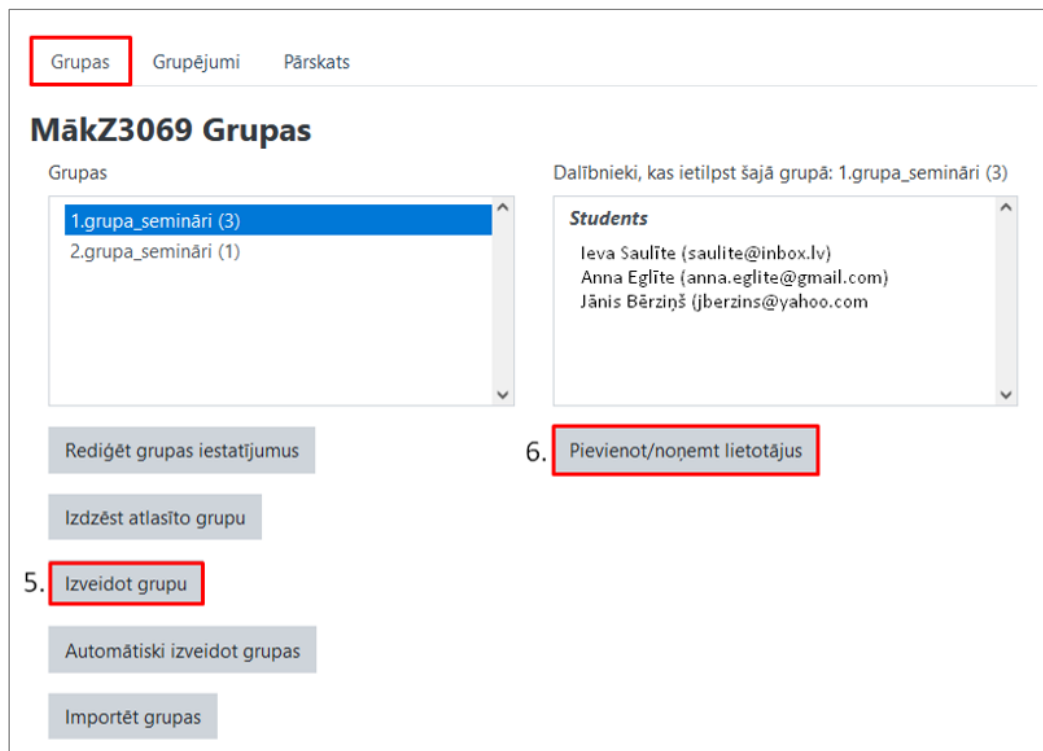 Grupas Grupējumi Pārskats
MākZ3069 Grupas
Grupas
1.grupa_semināri (3)
2.grupa_semināri (1)
Dalībnieki, kas ietilpst šajā grupā: 1.grupa_semināri (3)
Students
Ieva Saulīte (saulite@inbox.lv)
Anna Eglīte (anna.eglite@gmail.com)
Jānis Bērziņš (jberzins@yahoo.com
Rediģēt grupas iestatījumus
6. Pievienot/noņemt lietotājus
Izdzēst atlasīto grupu
5. Izveidot grupu
Automātiski izveidot grupas
Importēt grupas